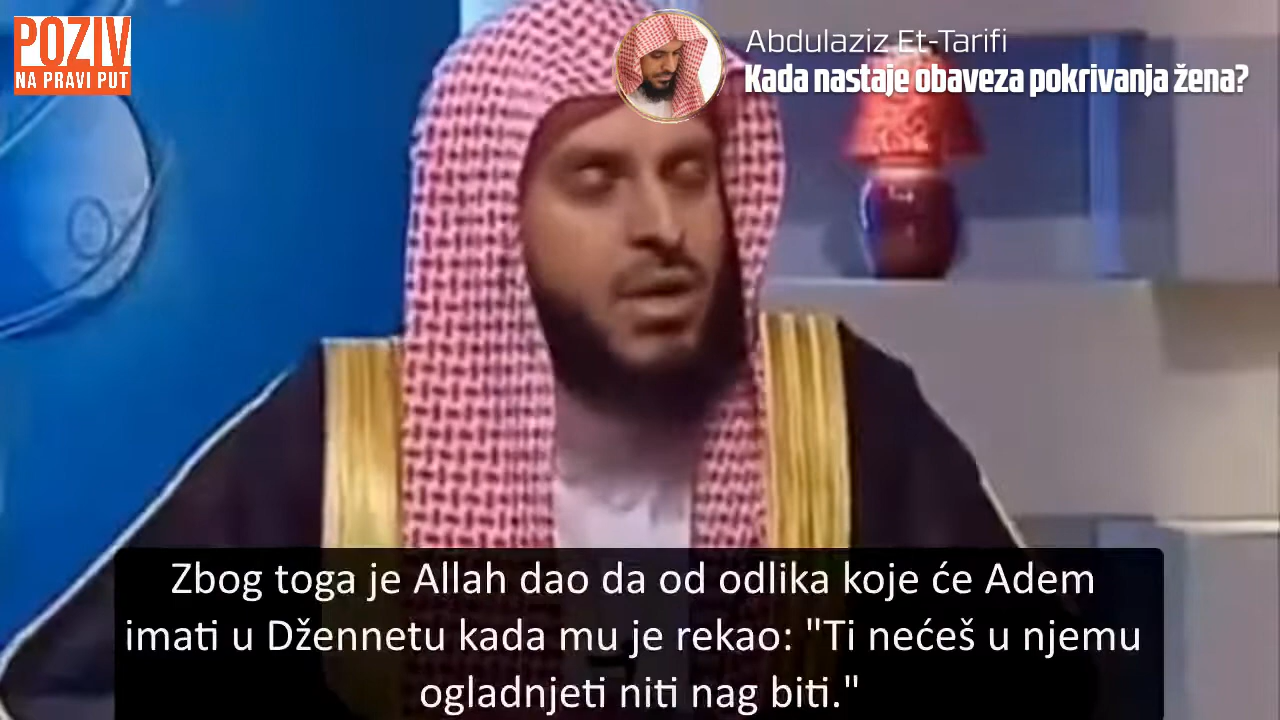 POZIV
NA PRAVI PUT
Abdulaziz Et-Tarifi
Kada nastaje obaveza pokrivanja žena?
Zbog toga je Allah dao da od odlika koje će Adem
imati u Džennetu kada mu je rekao: "Ti nećeš u njemu
ogladnjeti niti nag biti."